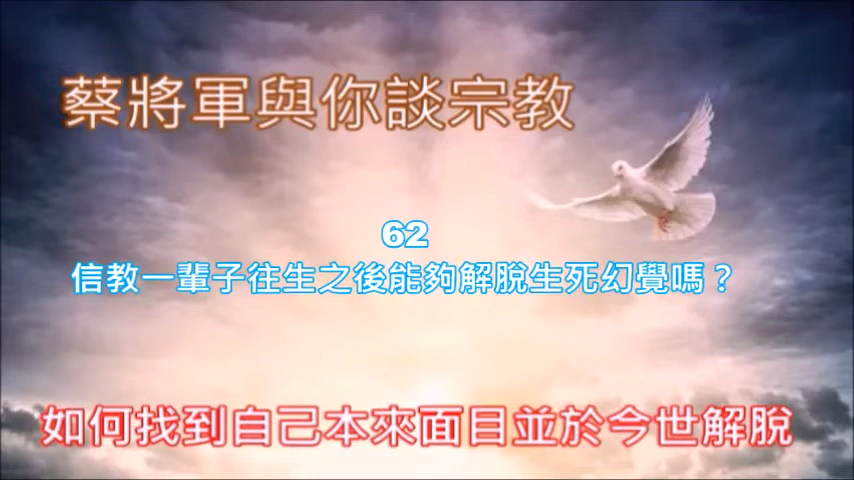 蔡將軍與你談宗教
62
信教一輩子往生之後能夠解脫生死幻覺嗎？
如何找到自己本來面目並於今世解脫